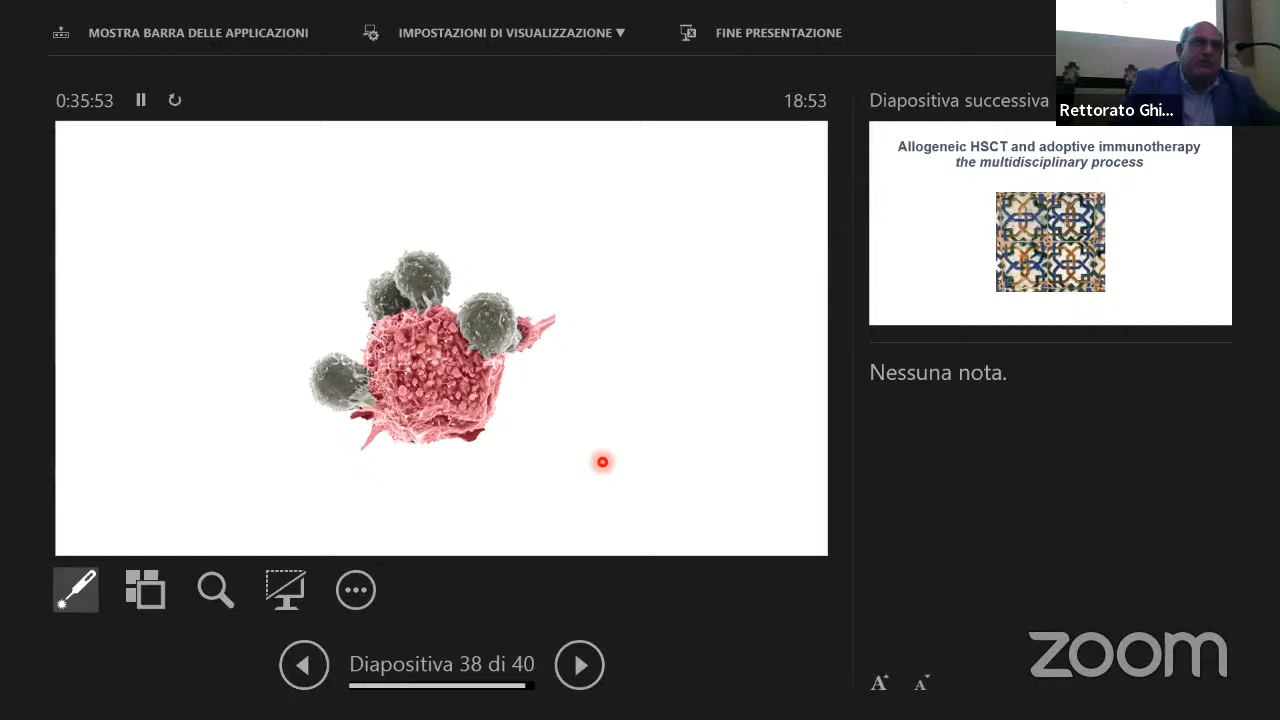 MOSTRA BARRA DELLE APPLICAZIONI
IMPOSTAZIONI DI VISUALIZZAZIONE ▼
FINE PRESENTAZIONE
0:35:53
18:53
Diapositiva successiva
Rettorato Ghi...
Allogeneic HSCT and adoptive immunotherapy
the multidisciplinary process
Nessuna nota.
Diapositiva 38 di 40
A A
zoom